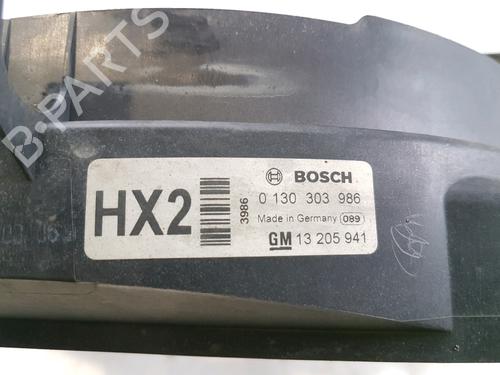 B-PARTS
HX2
3986
BOSCH
0 130 303 986
Made in Germany 089
GM 13 205 941